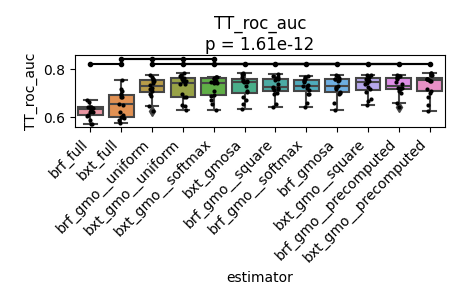 TT_roc_auc
p = 1.61e-12
TT_roc_auc
0.8
0.6
brf_full
bxt_full
brf_gmo__uniform
bxt_gmo__uniform
bxt_gmo__softmax
bxt_gmosa
brf_gmo__square
brf_gmo__softmax
brf_gmosa
bxt_gmo__square
brf_gmo__precomputed
bxt_gmo__precomputed
estimator